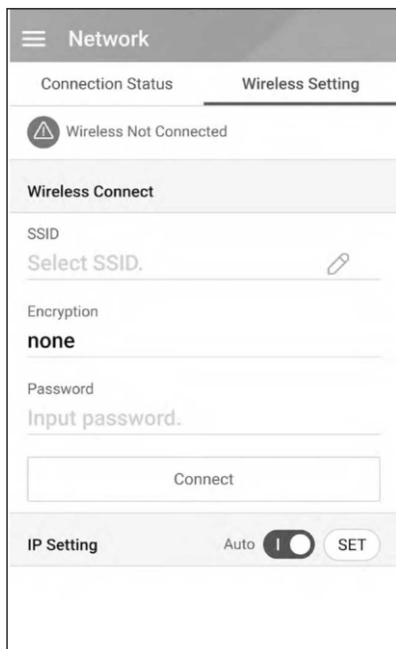 Network
Connection Status Wireless Setting
Wireless Not Connected
Wireless Connect
SSID
Select SSID.
Encryption
none
Password
Input password.
Connect
IP Setting Auto SET